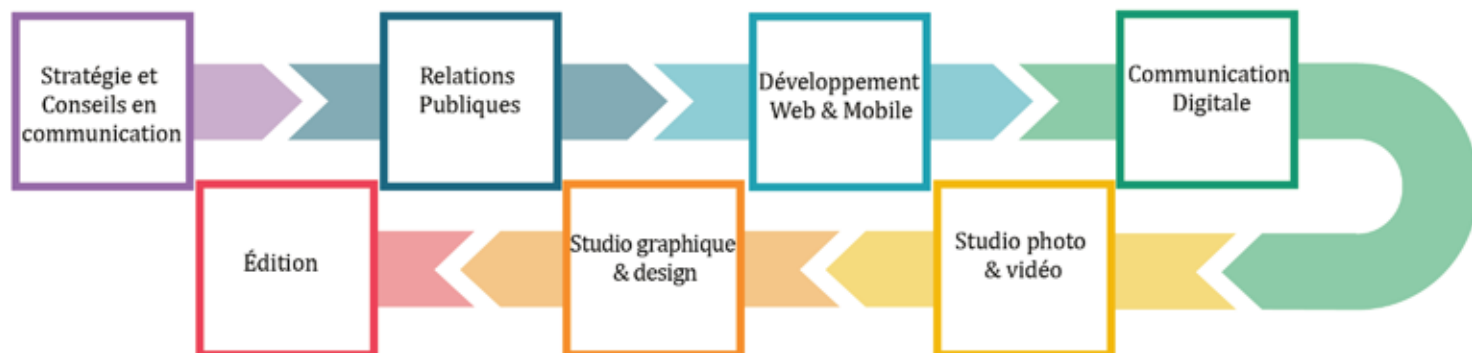 Stratégie et
Conseils en
communication
Relations
Publiques
Développement
Web & Mobile
Communication
Digitale
Studio photo
& vidéo
Studio graphique
& design
Édition